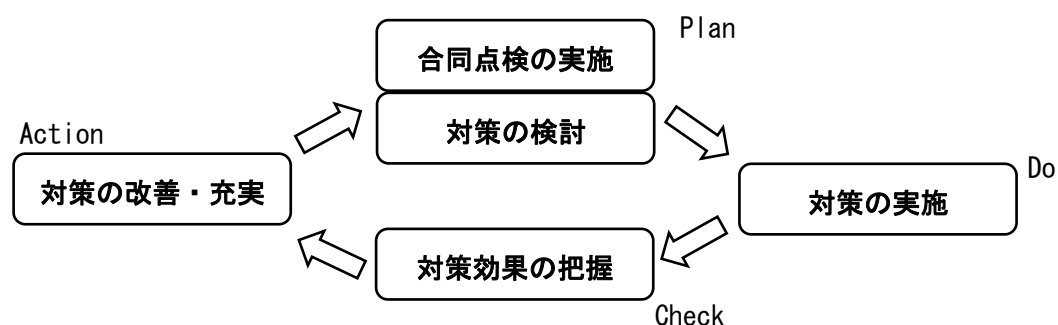 Plan
合同点検の実施
対策の検討
Action
対策の改善・充実
Do
対策の実施
対策効果の把握
Check